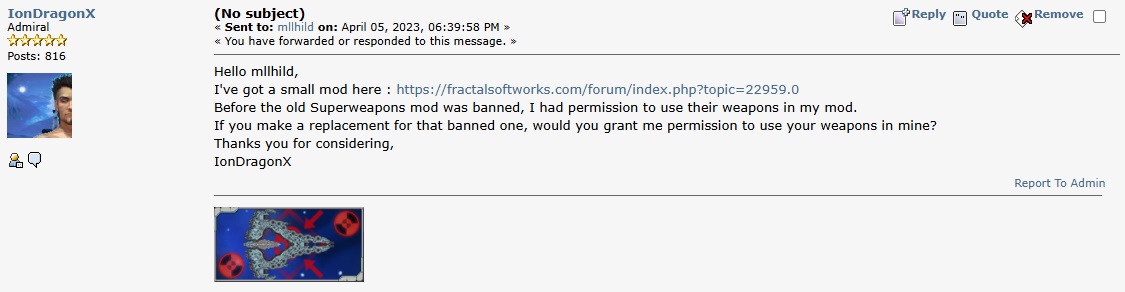 IonDragonX
Admiral
Posts: 816
(No subject)
« Sent to: mllhild on: April 05, 2023, 06:39:58 PM »
« You have forwarded or responded to this message. »
Reply Quote Remove
Hello mllhild,
I've got a small mod here : https://fractalsoftworks.com/forum/index.php?topic=22959.0
Before the old Superweapons mod was banned, I had permission to use their weapons in my mod.
If you make a replacement for that banned one, would you grant me permission to use your weapons in mine?
Thanks you for considering,
IonDragonX
Report To Admin